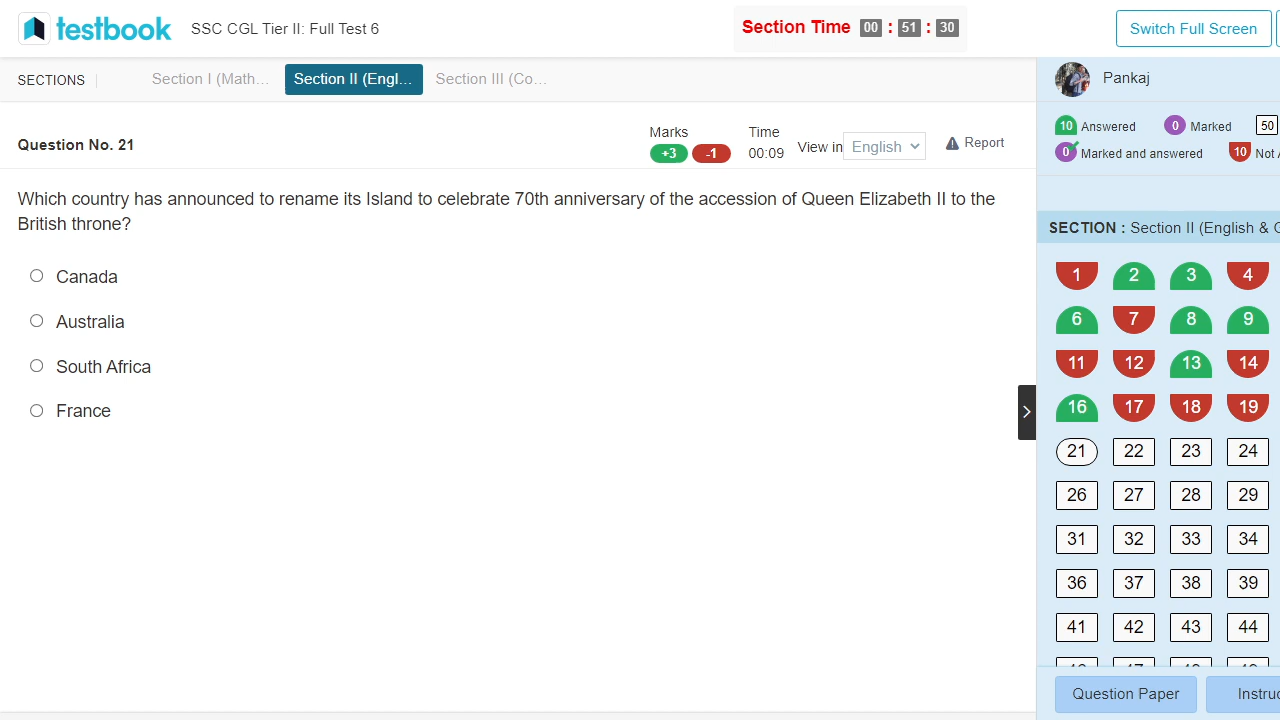 testbook SSC CGL Tier II: Full Test 6 Section Time 00 : 51 : 30 Switch Full Screen
SECTIONS Section I (Math... Section II (Engl... Section III (Co... Pankaj
Question No. 21 Marks +3 -1 Time 00:09 View in English Report
10 Answered 0 Marked 50
0 Marked and answered 10 Not
Which country has announced to rename its Island to celebrate 70th anniversary of the accession of Queen Elizabeth II to the
British throne?
Canada
Australia
South Africa
France
SECTION : Section II (English &
1 2 3 4
6 7 8 9
11 12 13 14
16 17 18 19
21 22 23 24
26 27 28 29
31 32 33 34
36 37 38 39
41 42 43 44
Question Paper